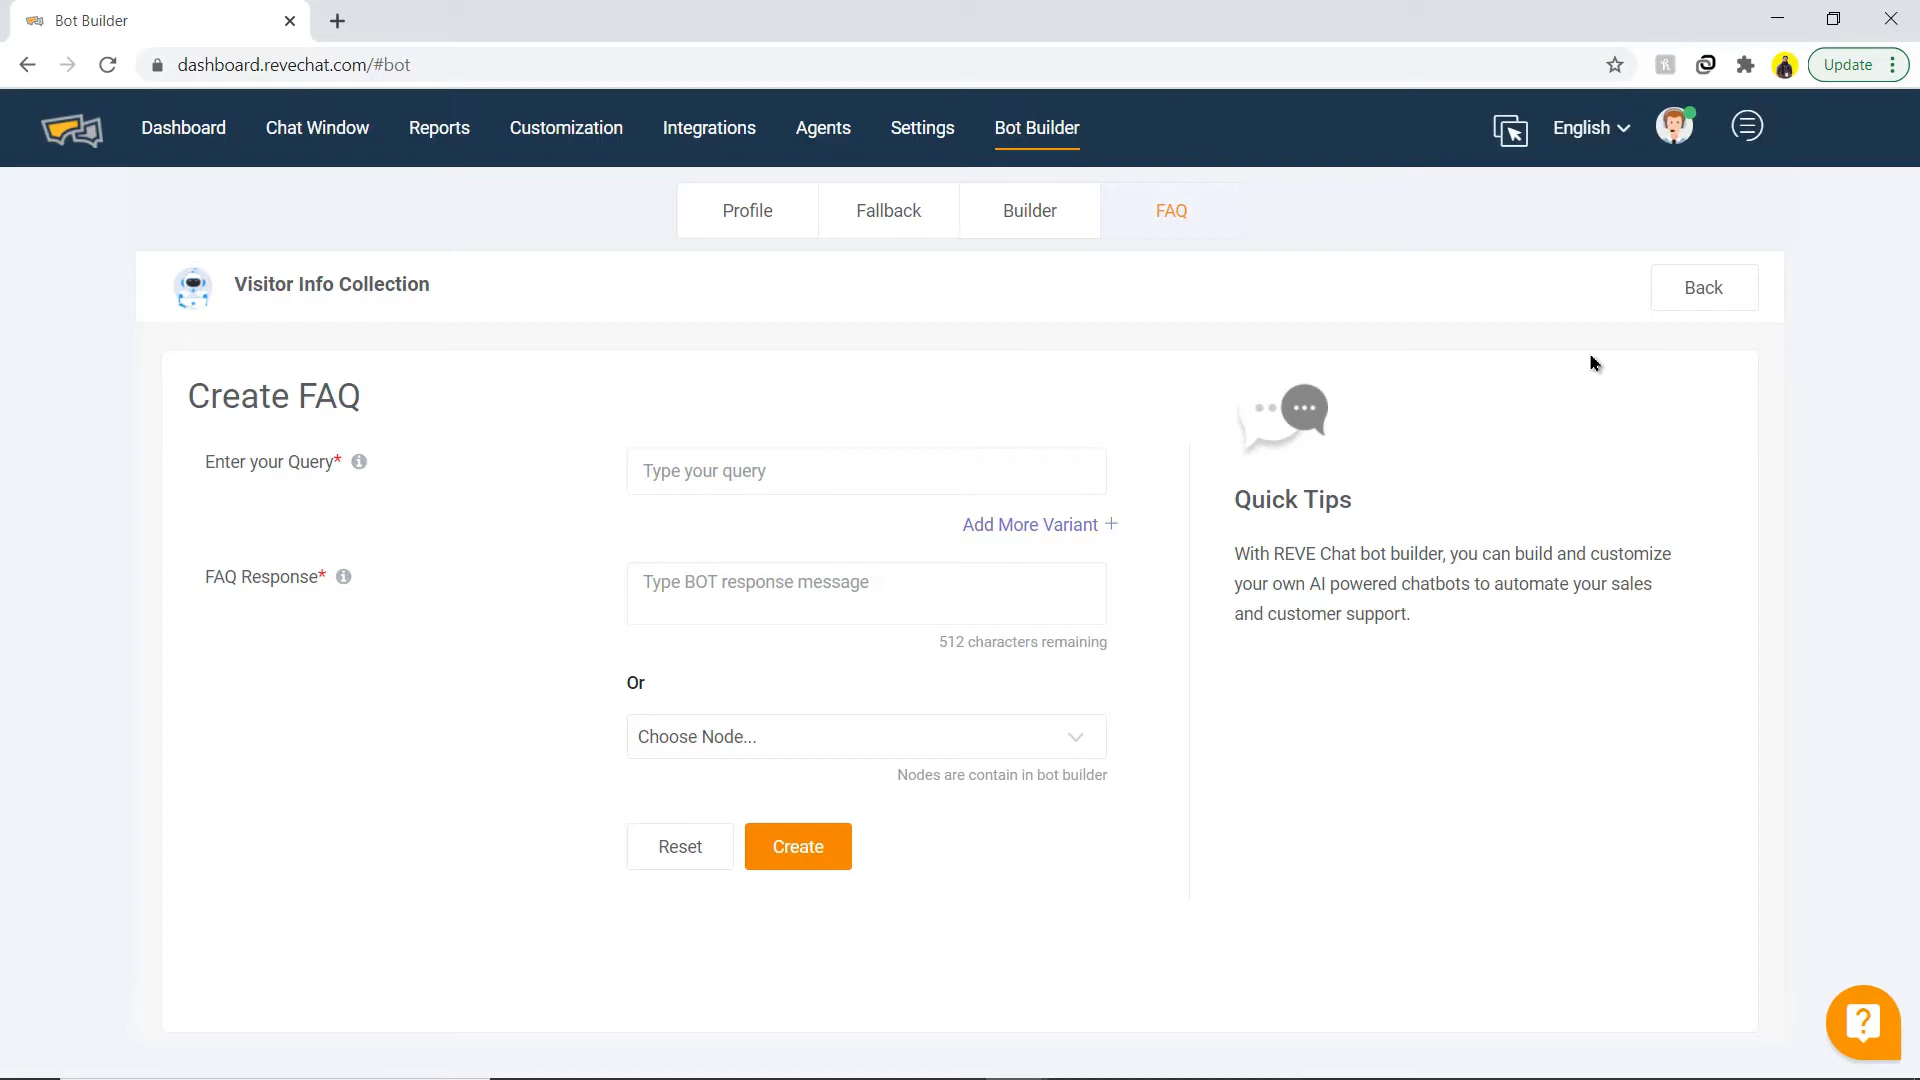 Bot Builder
dashboard.revechat.com/#bot
Update
Dashboard
Chat Window
Reports
Customization
Integrations
Agents
Settings
Bot Builder
English
Profile
Fallback
Builder
FAQ
Visitor Info Collection
Back
Create FAQ
Enter your Query*
Type your query
Add More Variant +
FAQ Response*
Type BOT response message
512 characters remaining
Or
Choose Node...
Nodes are contain in bot builder
Reset
Create
Quick Tips
With REVE Chat bot builder, you can build and customize
your own AI powered chatbots to automate your sales
and customer support.